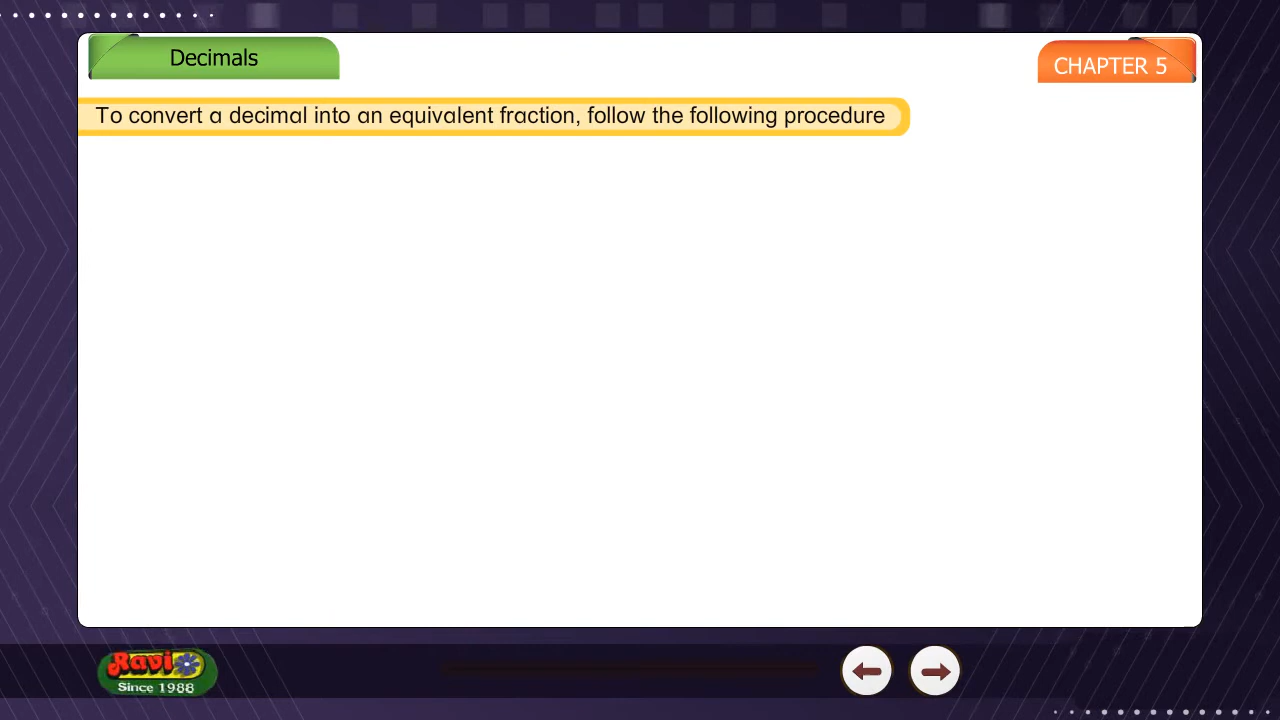 Decimals
CHAPTER 5
To convert a decimal into an equivalent fraction, follow the following procedure
Ravi
Since 1988